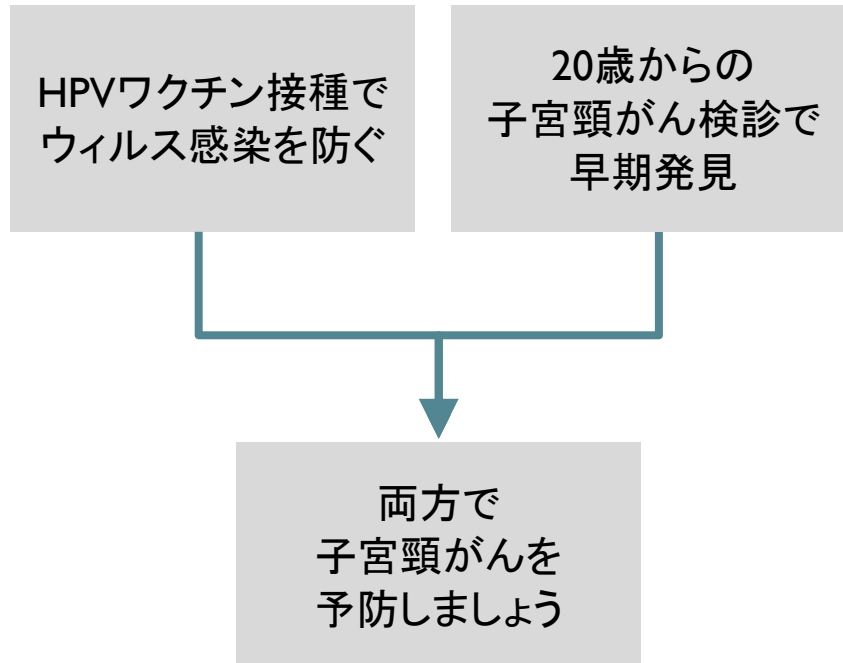 HPVワクチン接種で
ウィルス感染を防ぐ
20歳からの
子宮頸がん検診で
早期発見
両方で
子宮頸がんを
予防しましょう